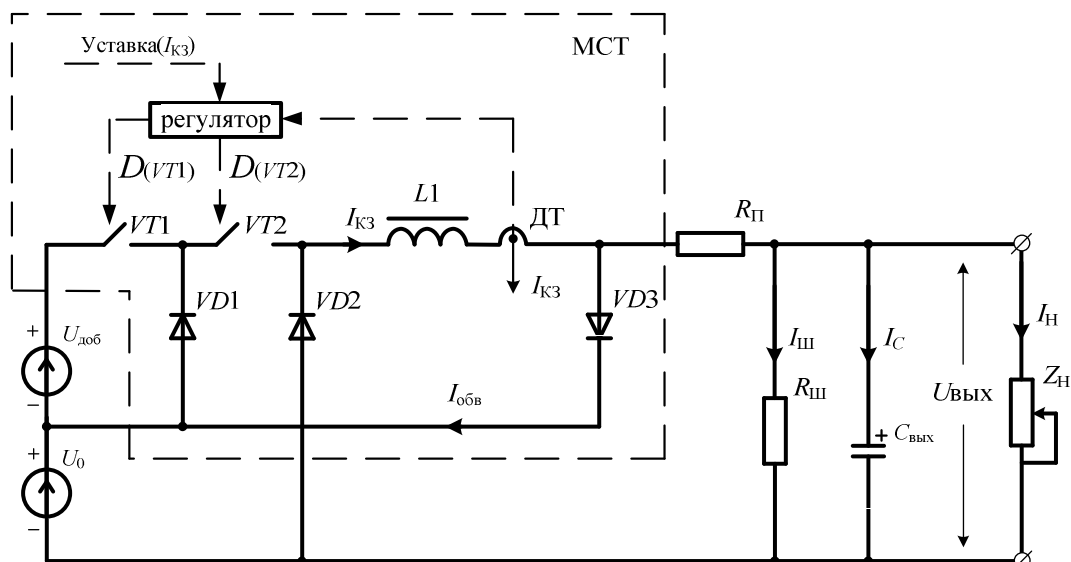 Уставка(IКЗ)
МСТ
регулятор
D(VT1)
D(VT2)
VT1
VT2
IКЗ
L1
ДТ
RП
IКЗ
VD1
VD2
VD3
+
Uдоб
−
Iобв
+
U0
−
IШ
RШ
IC
+
Cвых
Uвых
IН
ZН